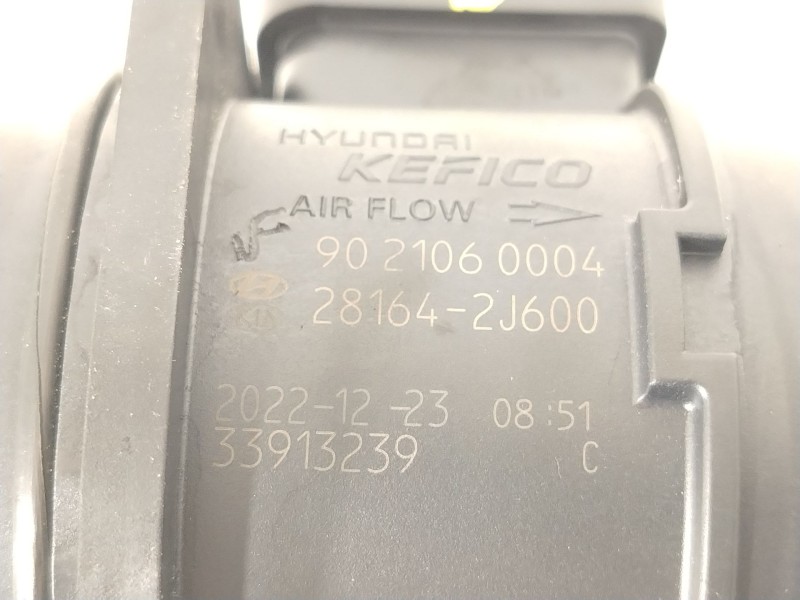 HYUNDAI
KEFICO
AIR FLOW
90 2106 0004
28164-2J600
2022-12-23 08:51
33913239 C